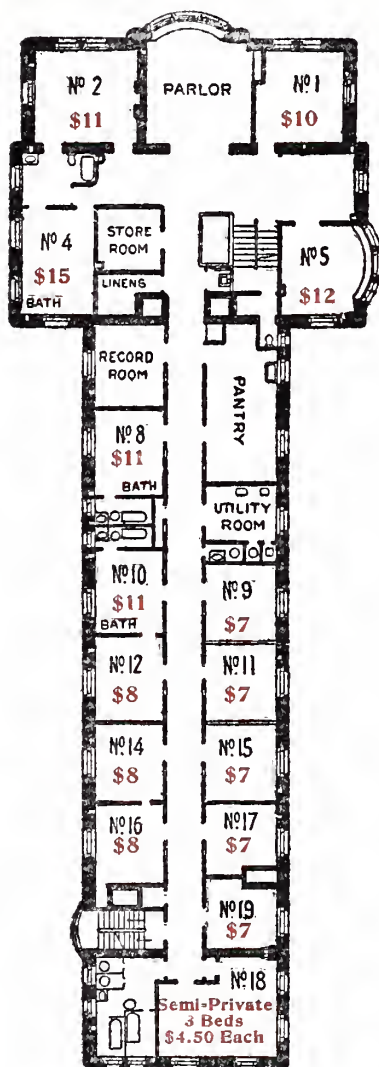 Nº 2
$11
PARLOR
Nº 1
$10
Nº 4
$15
BATH
STORE
ROOM
LINENS
Nº 5
$12
RECORD
ROOM
PANTRY
Nº 8
$11
BATH
UTILITY
ROOM
Nº 10
$11
BATH
Nº 9
$7
Nº 12
$8
Nº 11
$7
Nº 14
$8
Nº 15
$7
Nº 16
$8
Nº 17
$7
Nº 19
$7
Nº 18
Semi-Private
3 Beds
$4.50 Each